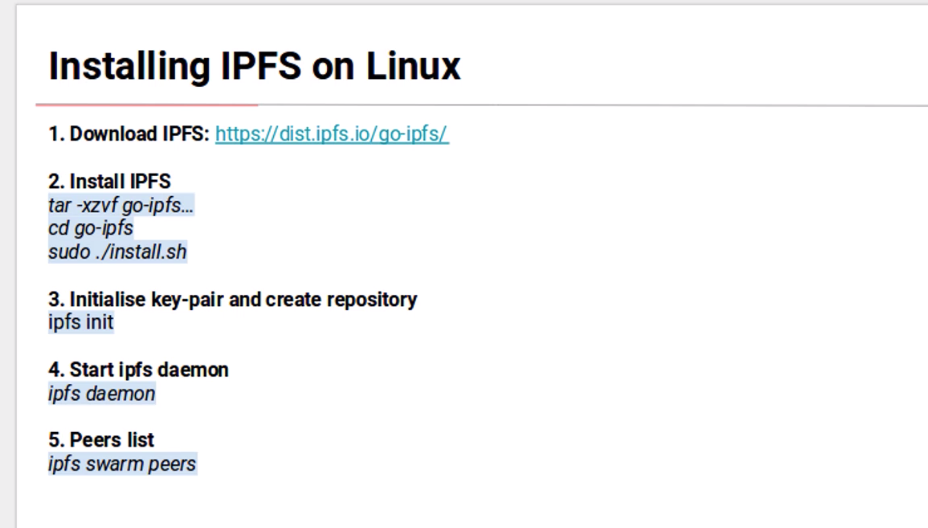 Installing IPFS on Linux
1. Download IPFS: https://dist.ipfs.io/go-ipfs/
2. Install IPFS
tar -xzvf go-ipfs...
cd go-ipfs
sudo ./install.sh
3. Initialise key-pair and create repository
ipfs init
4. Start ipfs daemon
ipfs daemon
5. Peers list
ipfs swarm peers